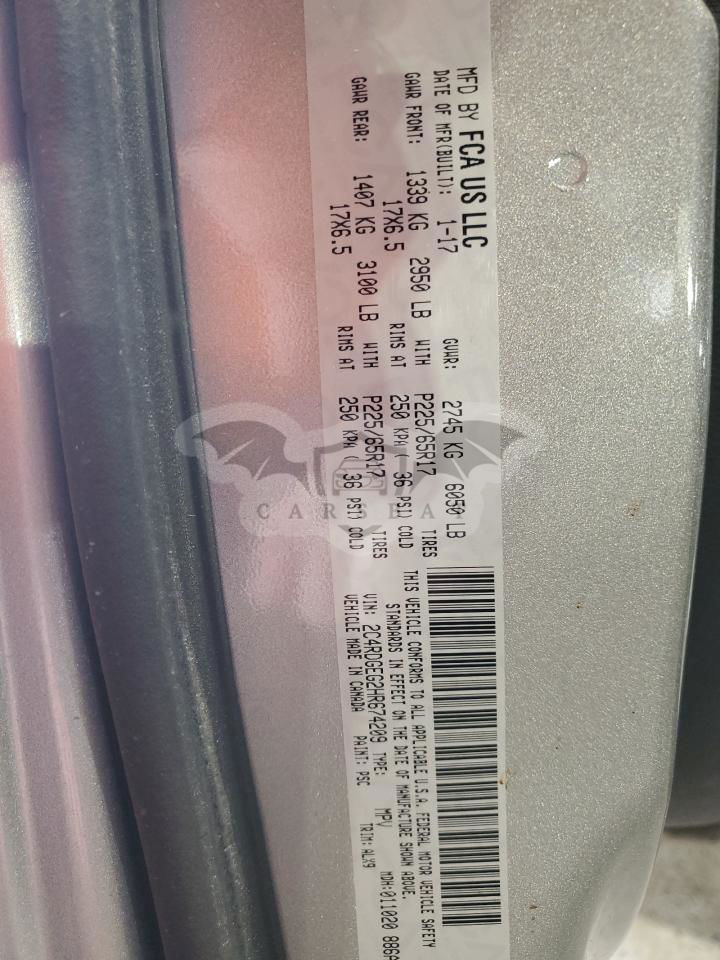 MFD BY FCA US LLC
DATE OF MFR(BUILT): 1-17 GVWR: 2745 KG 6050 LB
GAWR FRONT: 1339 KG 2950 LB WITH P225/65R17 TIRES
17X6.5 RIMS AT 250 KPA ( 36 PSI) COLD
GAWR REAR: 1407 KG 3100 LB WITH P225/65R17 TIRES
17X6.5 RIMS AT 250 KPA ( 36 PSI) COLD
THIS VEHICLE CONFORMS TO ALL APPLICABLE U.S.A. FEDERAL MOTOR VEHICLE SAFETY
STANDARDS IN EFFECT ON THE DATE OF MANUFACTURE SHOWN ABOVE.
VIN: 2C4RDGEG2HR674209 TYPE: MPV MDH:011020 886A
VEHICLE MADE IN CANADA PAINT: PSC TRIM:ALX9